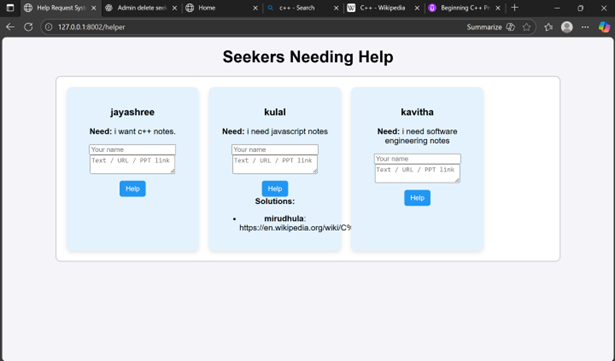 Help Request Sys
Admin delete seek
Home
c++ - Search
C++ - Wikipedia
Beginning C++ Pr
127.0.0.1:8002/helper
Summarize
Seekers Needing Help
jayashree
Need: i want c++ notes.
Your name
Text / URL / PPT link
Help
kulal
Need: i need javascript notes
Your name
Text / URL / PPT link
Help
Solutions:
mirudhula:
https://en.wikipedia.org/wiki/C%
kavitha
Need: i need software
engineering notes
Your name
Text / URL / PPT link
Help